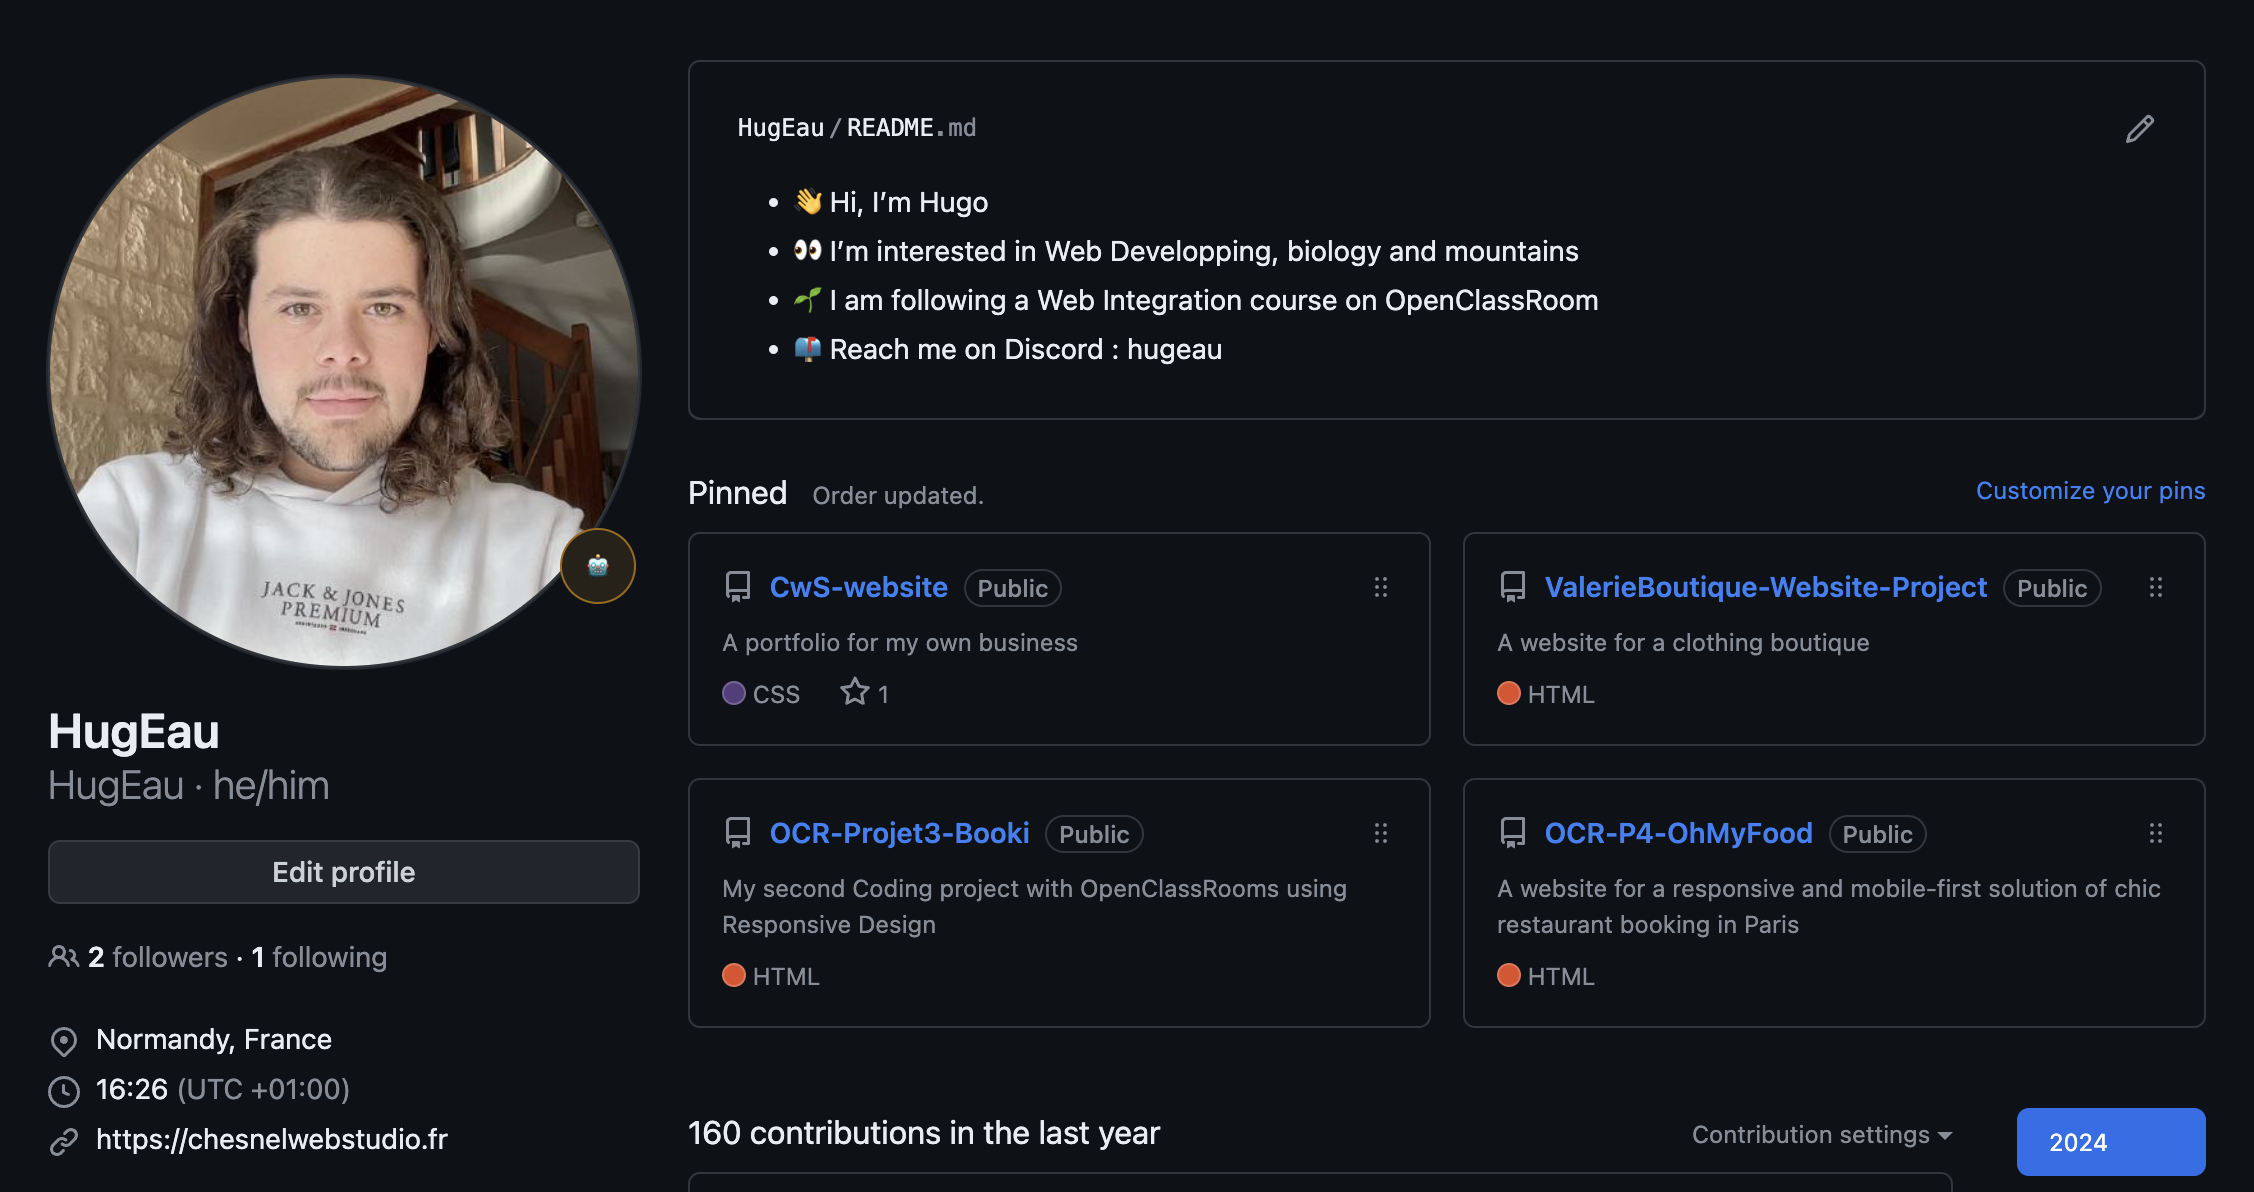 HugEau/README.md
👋 Hi, I’m Hugo
👀 I’m interested in Web Developping, biology and mountains
🌱 I am following a Web Integration course on OpenClassRoom
📫 Reach me on Discord : hugeau
JACK & JONES
PREMIUM
HugEau
HugEau · he/him
Edit profile
2 followers · 1 following
Normandy, France
16:26 (UTC +01:00)
https://chesnelwebstudio.fr
Pinned Order updated.
Customize your pins
CwS-website Public
A portfolio for my own business
CSS 1
ValerieBoutique-Website-Project Public
A website for a clothing boutique
HTML
OCR-Projet3-Booki Public
My second Coding project with OpenClassRooms using
Responsive Design
HTML
OCR-P4-OhMyFood Public
A website for a responsive and mobile-first solution of chic
restaurant booking in Paris
HTML
160 contributions in the last year
Contribution settings
2024